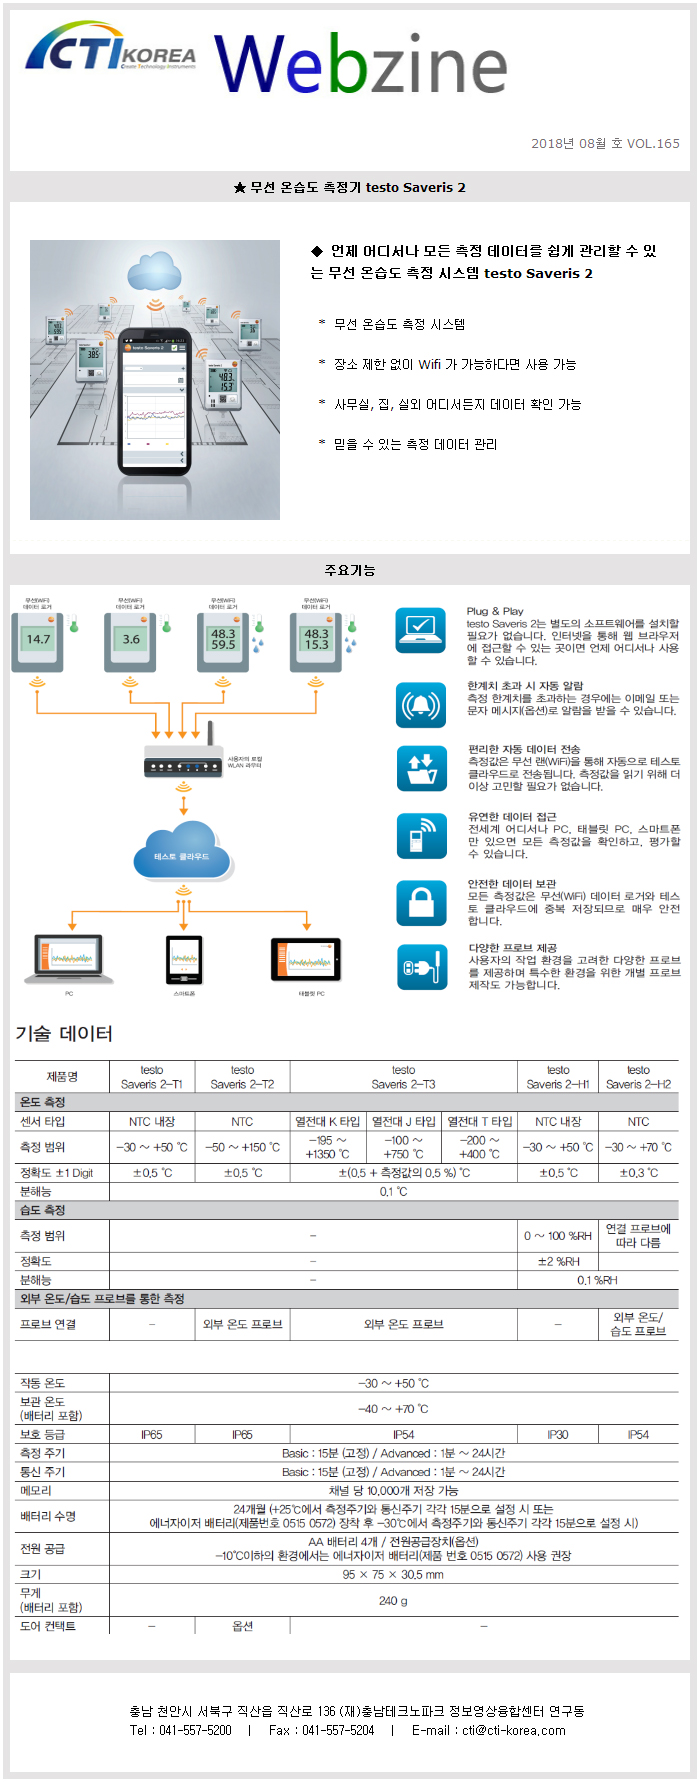 CTI KOREA
Create Technology Instruments
Webzine
2018년 08월 호 VOL.165
★ 무선 온습도 측정기 testo Saveris 2
◆ 언제 어디서나 모든 측정 데이터를 쉽게 관리할 수 있
는 무선 온습도 측정 시스템 testo Saveris 2
* 무선 온습도 측정 시스템
* 장소 제한 없이 Wifi 가 가능하다면 사용 가능
* 사무실, 집, 실외 어디서든지 데이터 확인 가능
* 믿을 수 있는 측정 데이터 관리
주요기능
무선(WiFi) 무선(WiFi) 무선(WiFi) 무선(WiFi)
데이터 로거 데이터 로거 데이터 로거 데이터 로거
14.7 3.6 48.3 48.3
59.5 15.3
사용자의 로컬
WLAN 라우터
테스토 클라우드
PC 스마트폰 태블릿 PC
Plug & Play
testo Saveris 2는 별도의 소프트웨어를 설치할
필요가 없습니다. 인터넷을 통해 웹 브라우저
에 접근할 수 있는 곳이면 언제 어디서나 사용
할 수 있습니다.
한계치 초과 시 자동 알람
측정 한계치를 초과하는 경우에는 이메일 또는
문자 메시지(옵션)로 알람을 받을 수 있습니다.
편리한 자동 데이터 전송
측정값은 무선 랜(WiFi)을 통해 자동으로 테스토
클라우드로 전송됩니다. 측정값을 읽기 위해 더
이상 고민할 필요가 없습니다.
유연한 데이터 접근
전세계 어디서나 PC, 태블릿 PC, 스마트폰
만 있으면 모든 측정값을 확인하고, 평가할
수 있습니다.
안전한 데이터 보관
모든 측정값은 무선(WiFi) 데이터 로거와 테스
토 클라우드에 중복 저장되므로 매우 안전
합니다.
다양한 프로브 제공
사용자의 작업 환경을 고려한 다양한 프로브
를 제공하며 특수한 환경을 위한 개별 프로브
제작도 가능합니다.
기술 데이터
제품명 testo Saveris 2-T1 testo Saveris 2-T2 testo Saveris 2-T3 testo Saveris 2-H1 testo Saveris 2-H2
온도 측정
센서 타입 NTC 내장 NTC 열전대 K 타입 열전대 J 타입 열전대 T 타입 NTC 내장 NTC
측정 범위 -30 ~ +50 ℃ -50 ~ +150 ℃ -195 ~ +1350 ℃ -100 ~ +750 ℃ -200 ~ +400 ℃ -30 ~ +50 ℃ -30 ~ +70 ℃
정확도 ±1 Digit ±0.5 ℃ ±0.5 ℃ ±(0.5 + 측정값의 0.5 %) ℃ ±0.5 ℃ ±0.3 ℃
분해능 0.1 ℃
습도 측정
측정 범위 - 0 ~ 100 %RH 연결 프로브에 따라 다름
정확도 - ±2 %RH
분해능 - 0.1 %RH
외부 온도/습도 프로브를 통한 측정
프로브 연결 - 외부 온도 프로브 외부 온도 프로브 - 외부 온도/ 습도 프로브
작동 온도 -30 ~ +50 ℃
보관 온도 (배터리 포함) -40 ~ +70 ℃
보호 등급 IP65 IP65 IP54 IP30 IP54
측정 주기 Basic : 15분 (고정) / Advanced : 1분 ~ 24시간
통신 주기 Basic : 15분 (고정) / Advanced : 1분 ~ 24시간
메모리 채널 당 10,000개 저장 가능
배터리 수명 24개월 (+25℃에서 측정주기와 통신주기 각각 15분으로 설정 시 또는
에너자이저 배터리(제품번호 0515 0572) 장착 후 -30℃에서 측정주기와 통신주기 각각 15분으로 설정 시)
전원 공급 AA 배터리 4개 / 전원공급장치(옵션)
-10℃이하의 환경에서는 에너자이저 배터리(제품 번호 0515 0572) 사용 권장
크기 95 × 75 × 30.5 mm
무게 (배터리 포함) 240 g
도어 컨택트 - 옵션 -
충남 천안시 서북구 직산읍 직산로 136 (재)충남테크노파크 정보영상융합센터 연구동
Tel : 041-557-5200 | Fax : 041-557-5204 | E-mail : cti@cti-korea.com